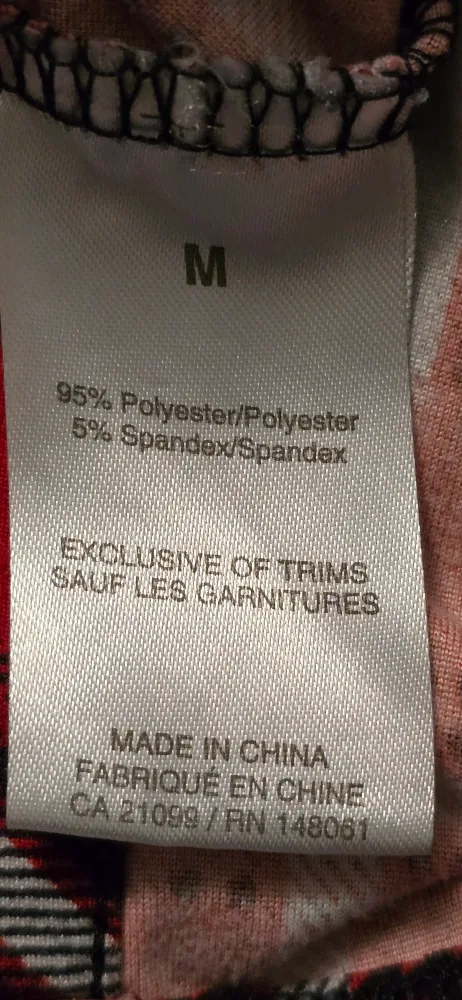 M
95% Polyester/Polyester
5% Spandex/Spandex
EXCLUSIVE OF TRIMS
SAUF LES GARNITURES
MADE IN CHINA
FABRIQUÉ EN CHINE
CA 21099 / RN 148061